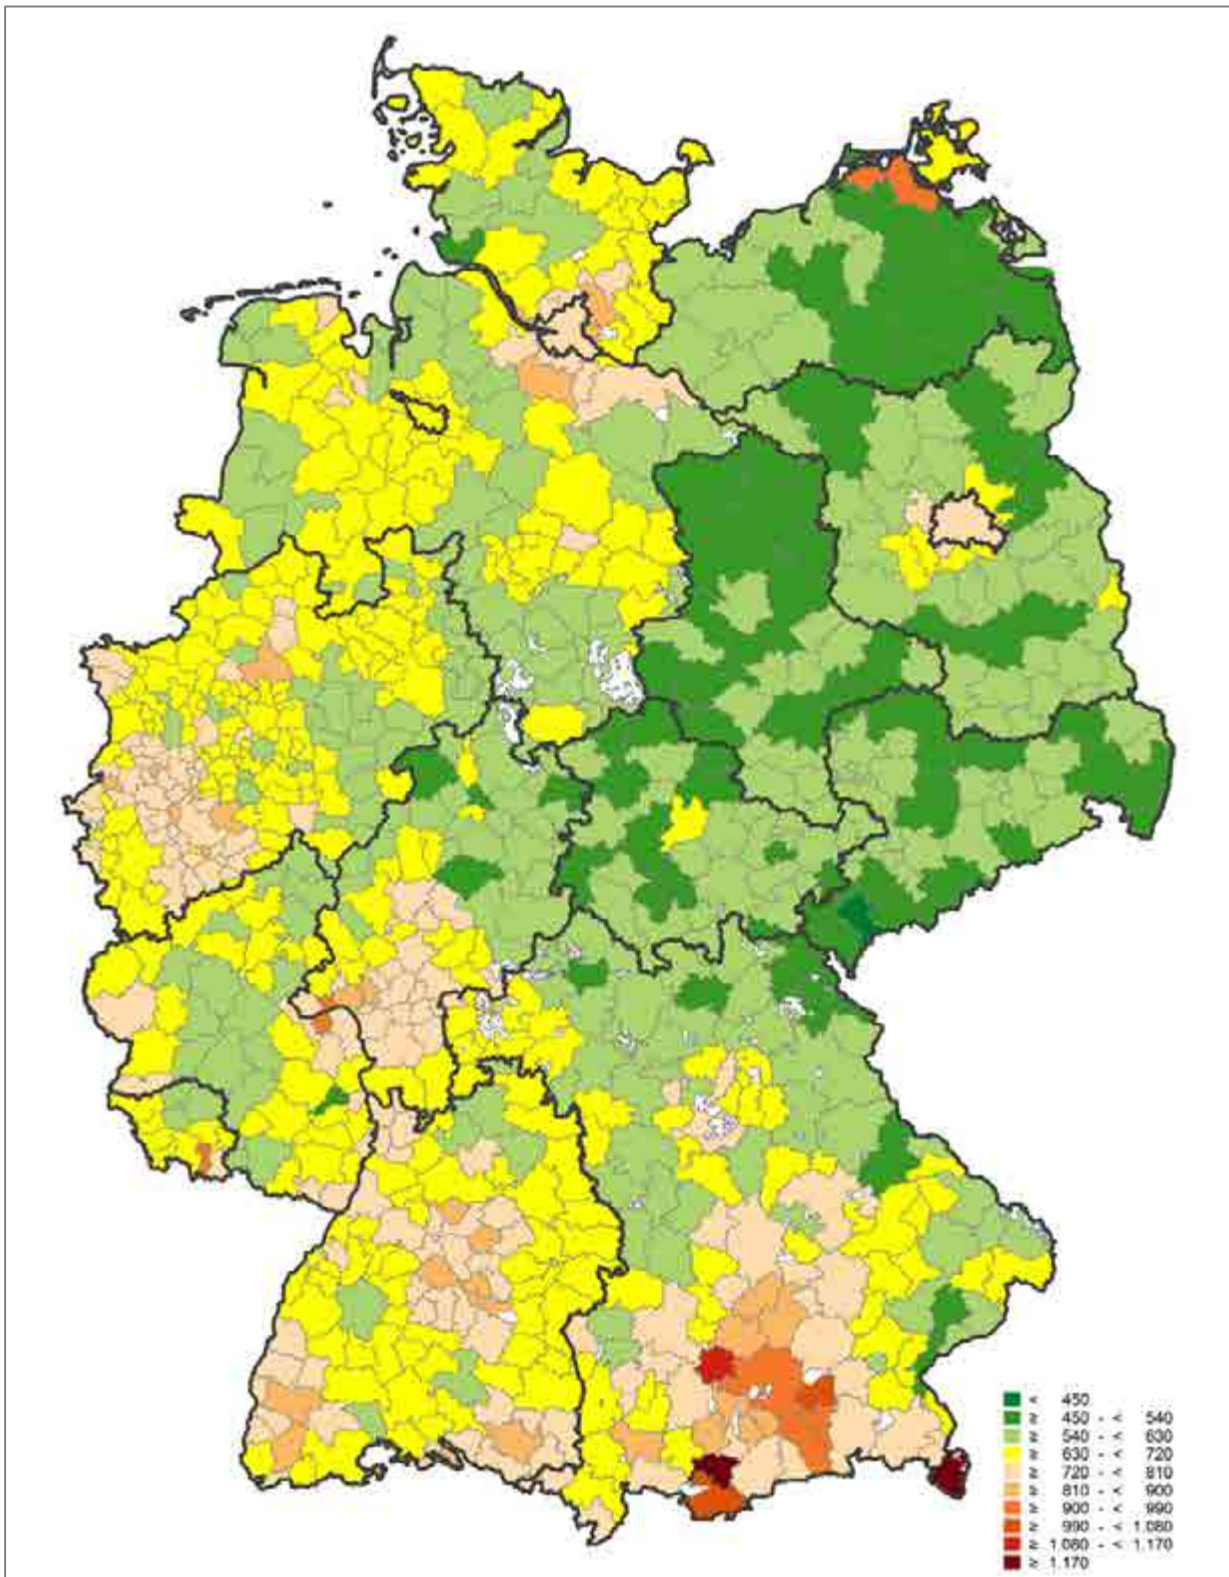 < 450
≥ 450 - < 540
≥ 540 - < 630
≥ 630 - < 720
≥ 720 - < 810
≥ 810 - < 900
≥ 900 - < 990
≥ 990 - < 1.080
≥ 1.080 - < 1.170
≥ 1.170